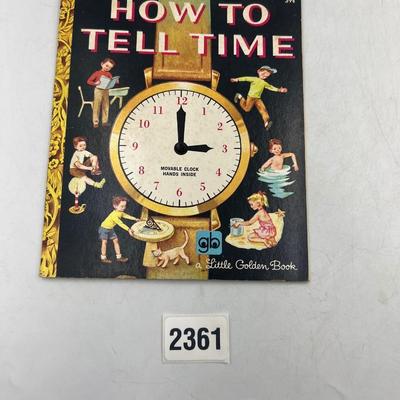 39¢
HOW TO
TELL TIME
12
11 1
10 2
9 3
8 4
7 5
6
MOVABLE CLOCK
HANDS INSIDE
gb
a Little Golden Book
2361